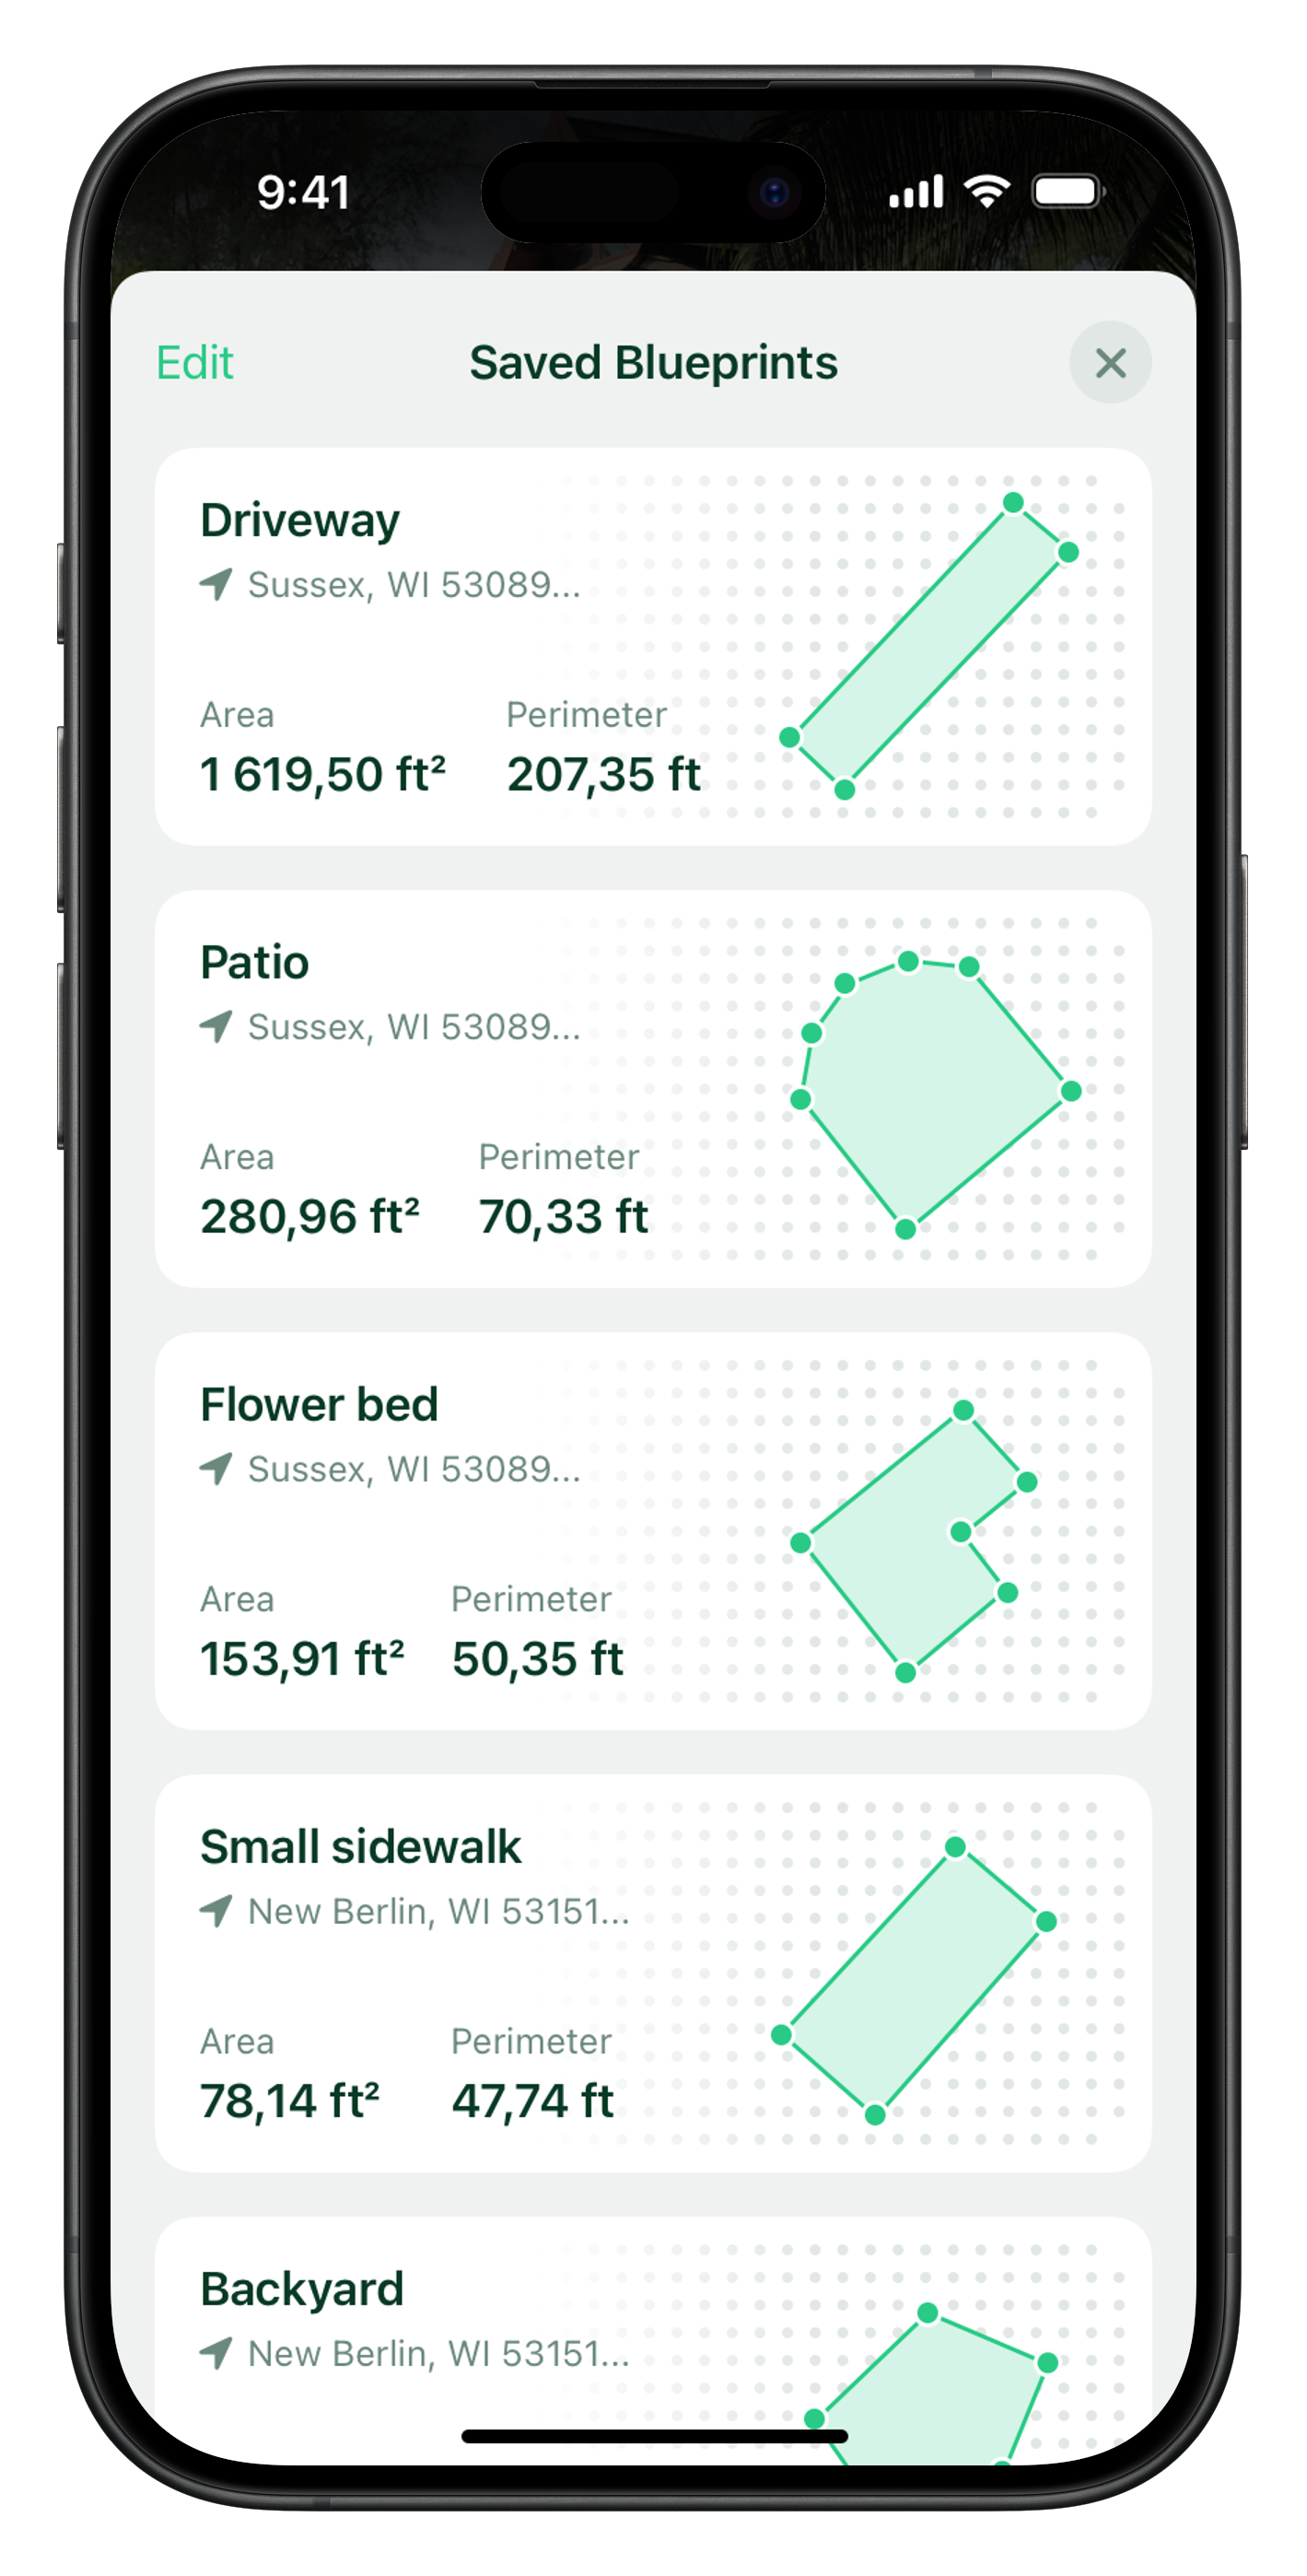 9:41
Edit
Saved Blueprints
Driveway
Sussex, WI 53089...
Area
Perimeter
1 619,50 ft²
207,35 ft
Patio
Sussex, WI 53089...
Area
Perimeter
280,96 ft²
70,33 ft
Flower bed
Sussex, WI 53089...
Area
Perimeter
153,91 ft²
50,35 ft
Small sidewalk
New Berlin, WI 53151...
Area
Perimeter
78,14 ft²
47,74 ft
Backyard
New Berlin, WI 53151...